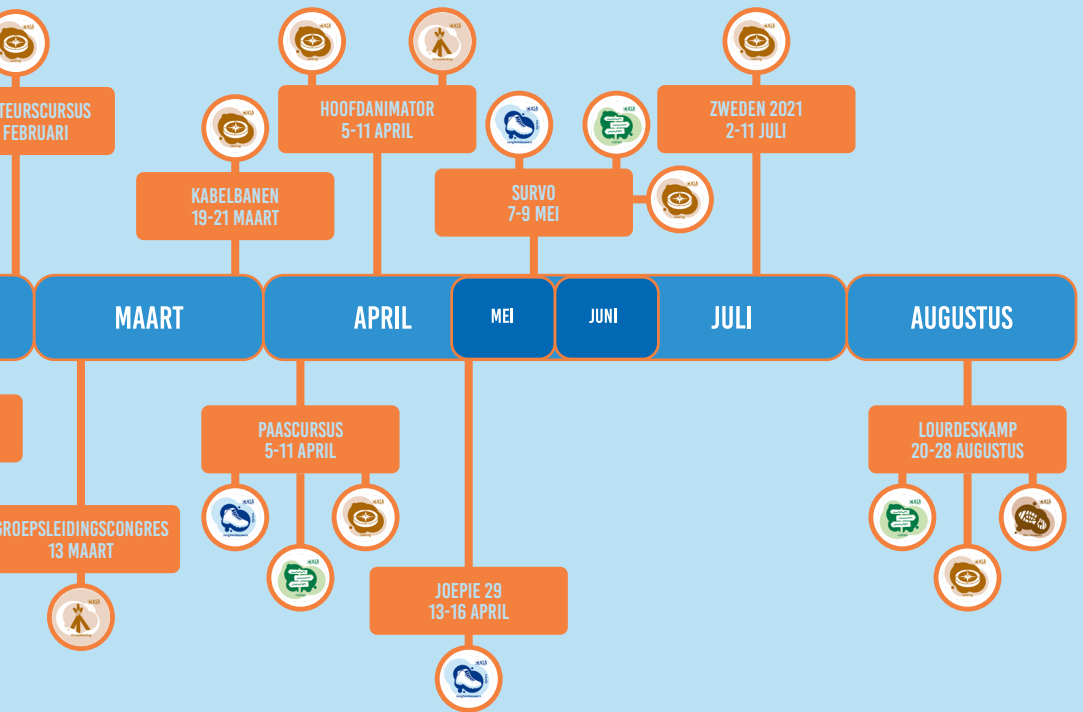 TEURSCURSUS
FEBRUARI
HOOFDANIMATOR
5-11 APRIL
ZWEDEN 2021
2-11 JULI
KABELBANEN
19-21 MAART
SURVO
7-9 MEI
MAART
APRIL
MEI
JUNI
JULI
AUGUSTUS
PAASCURSUS
5-11 APRIL
LOURDESKAMP
20-28 AUGUSTUS
GROEPSLEIDINGSCONGRES
13 MAART
JOEPIE 29
13-16 APRIL